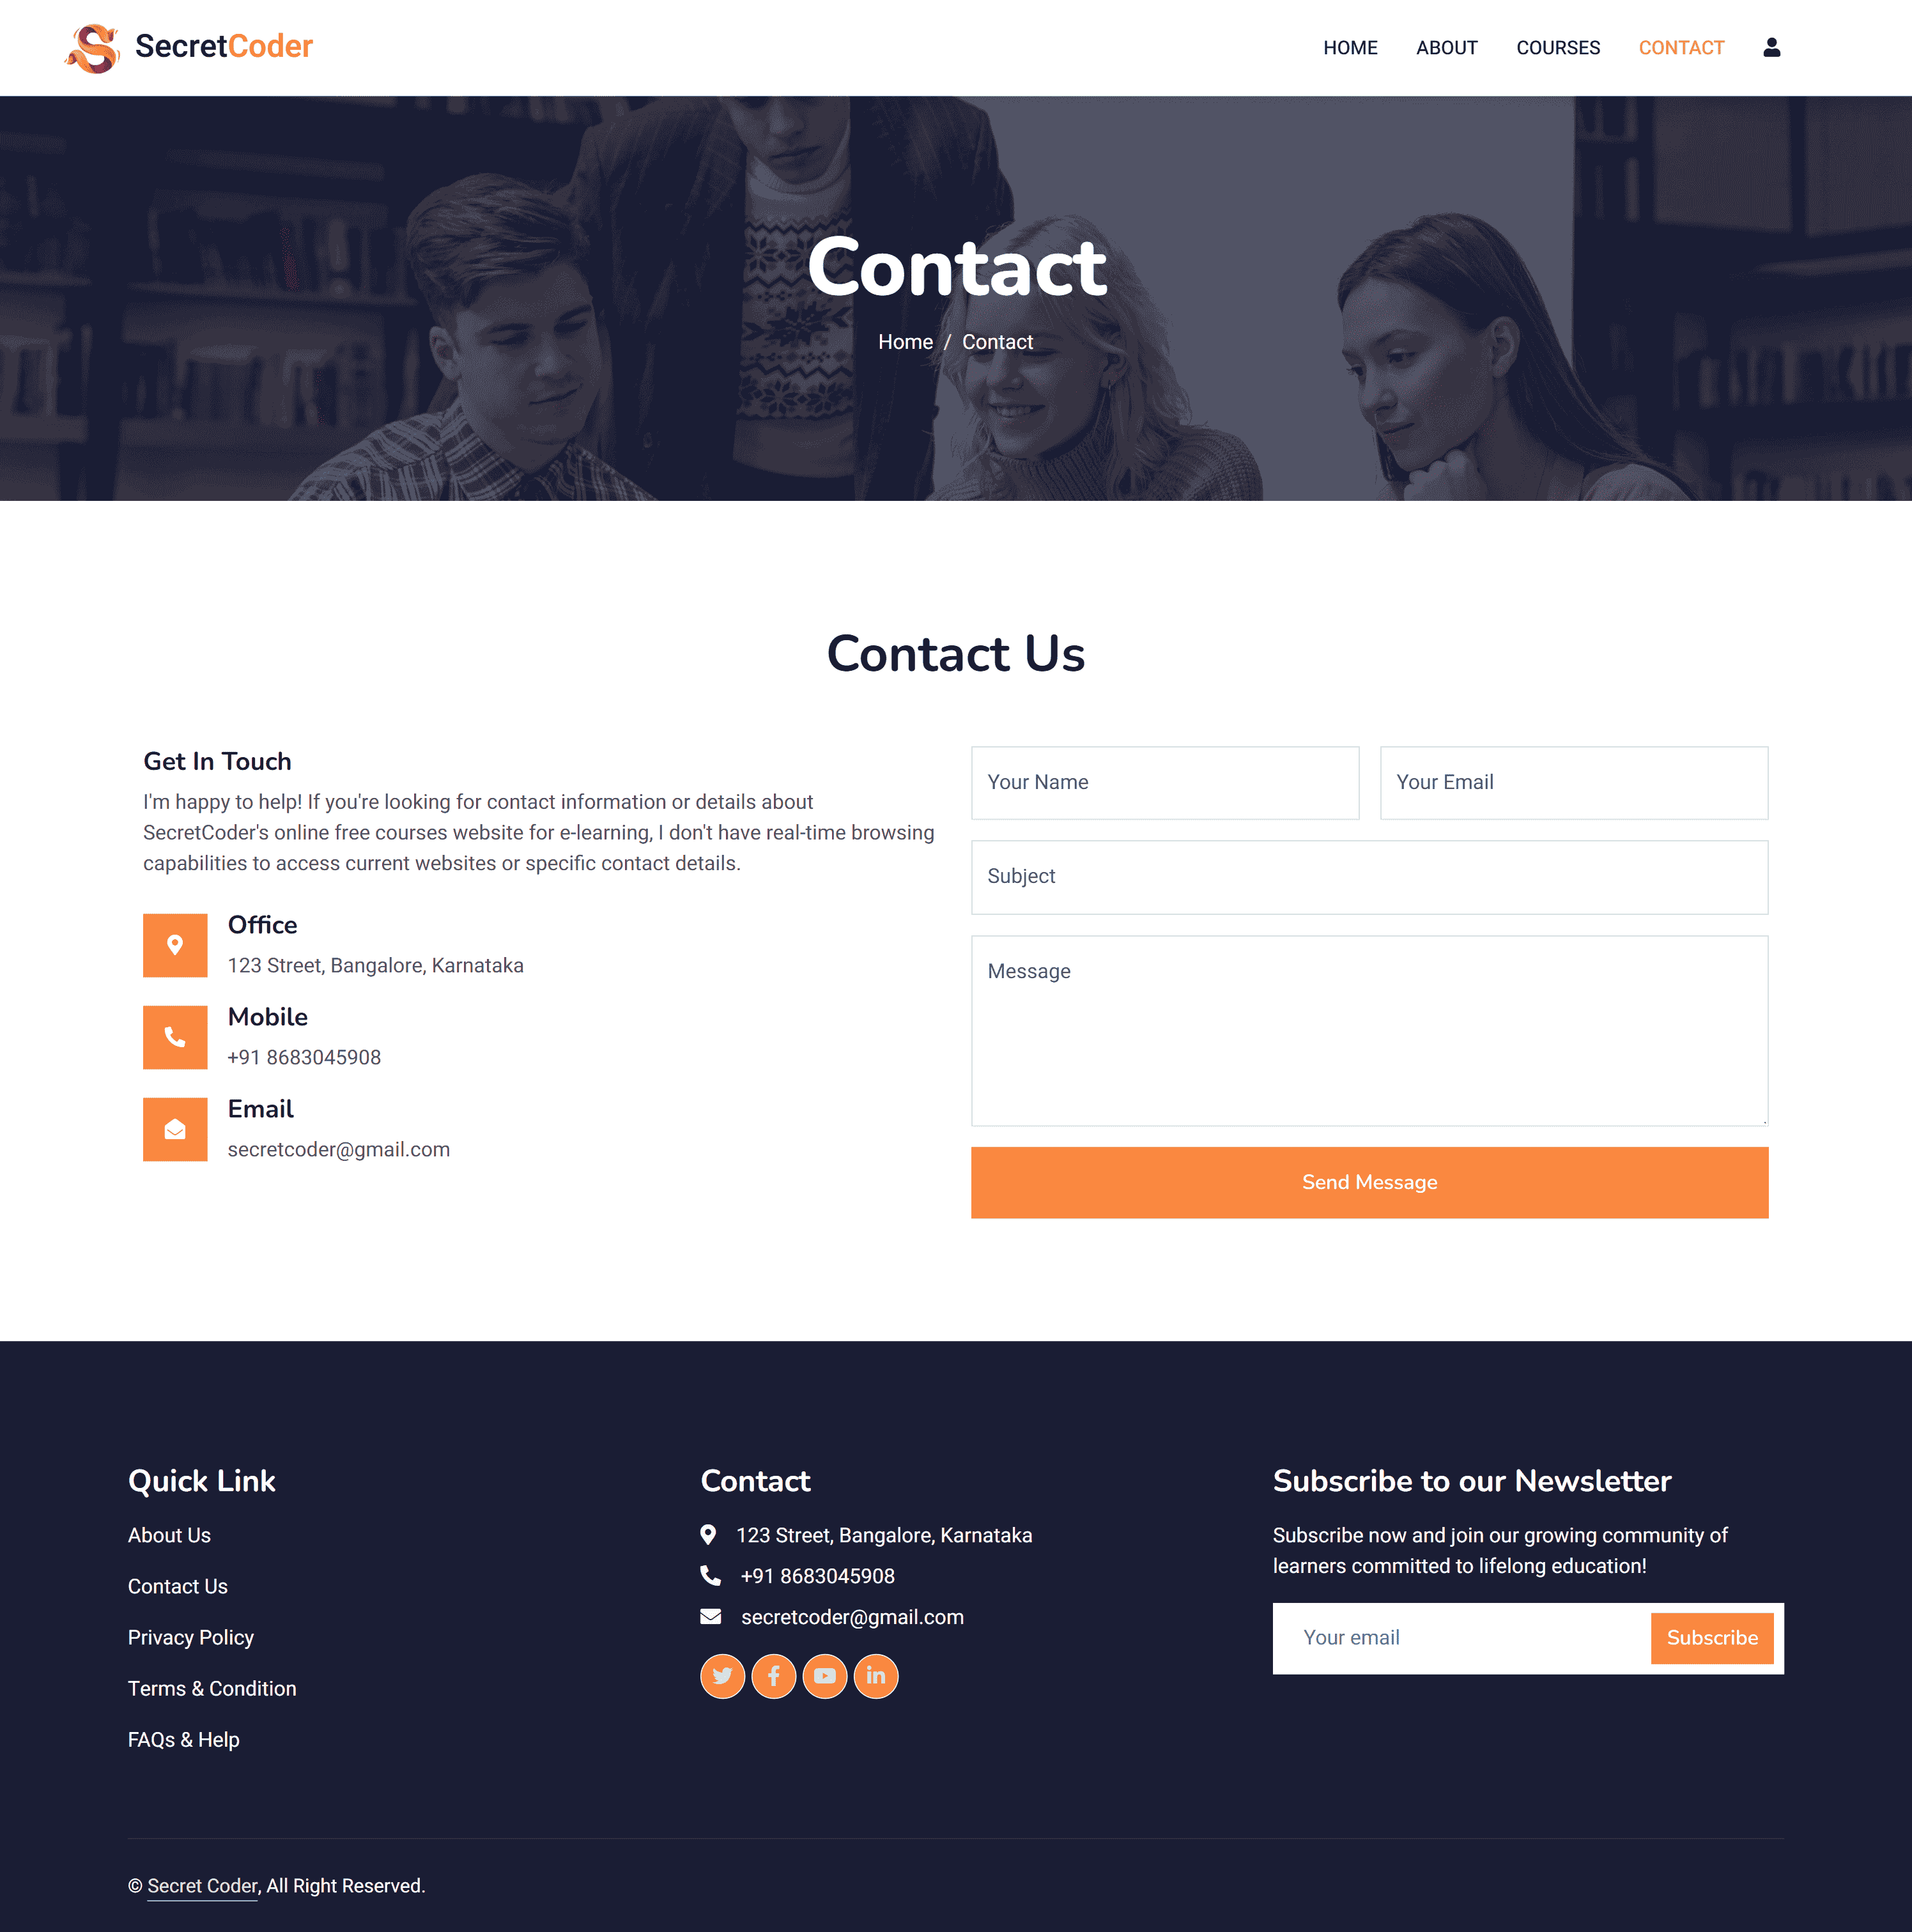 SecretCoder
HOME ABOUT COURSES CONTACT
Contact
Home / Contact
Contact Us
Get In Touch
I'm happy to help! If you're looking for contact information or details about
SecretCoder's online free courses website for e-learning, I don't have real-time browsing
capabilities to access current websites or specific contact details.
Office
123 Street, Bangalore, Karnataka
Mobile
+91 8683045908
Email
secretcoder@gmail.com
Your Name
Your Email
Subject
Message
Send Message
Quick Link
About Us
Contact Us
Privacy Policy
Terms & Condition
FAQs & Help
Contact
123 Street, Bangalore, Karnataka
+91 8683045908
secretcoder@gmail.com
Subscribe to our Newsletter
Subscribe now and join our growing community of
learners committed to lifelong education!
Your email
Subscribe
© Secret Coder, All Right Reserved.